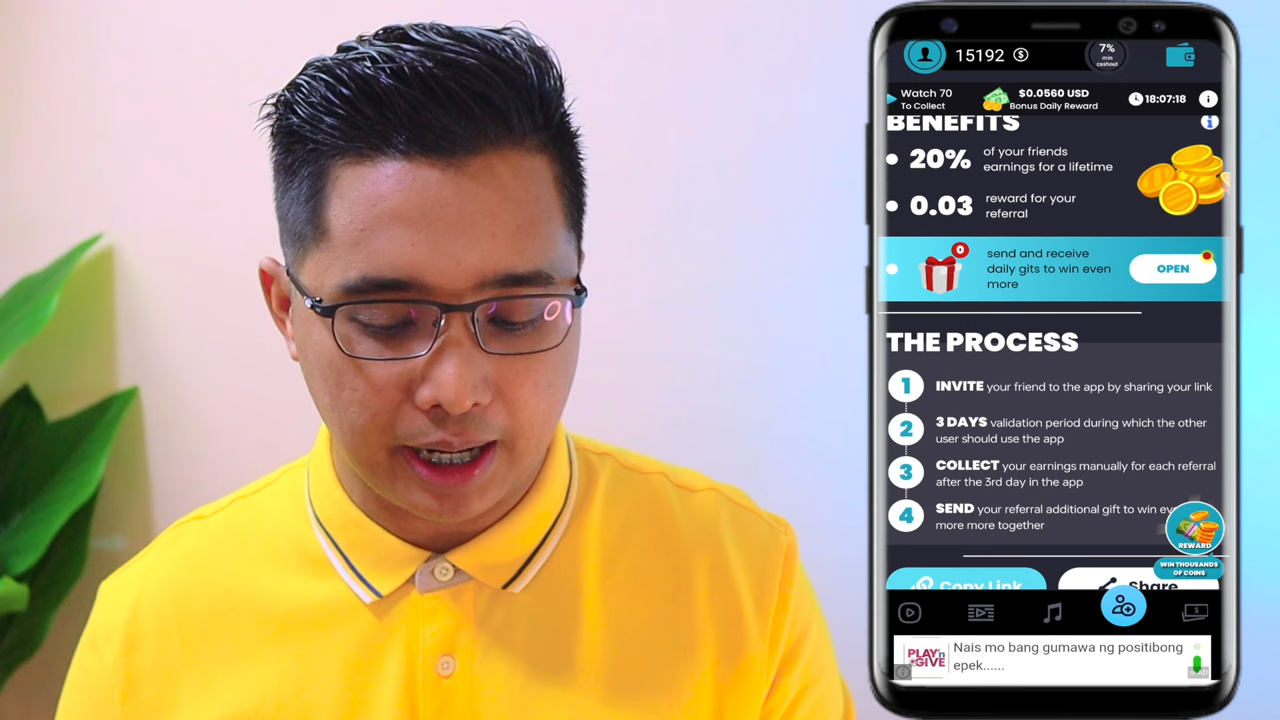 15192
7%
min
cashout
Watch 70
To Collect
$0.0560 USD
Bonus Daily Reward
18:07:18
BENEFITS
20%
of your friends
earnings for a lifetime
0.03
reward for your
referral
0
send and receive
daily gits to win even
more
OPEN
THE PROCESS
1
INVITE your friend to the app by sharing your link
2
3 DAYS validation period during which the other
user should use the app
3
COLLECT your earnings manually for each referral
after the 3rd day in the app
4
SEND your referral additional gift to win ev
more more together
REWARD
WIN THOUSANDS
OF COINS
Copy Link
Share
PLAY'n
GIVE
Nais mo bang gumawa ng positibong
epek......